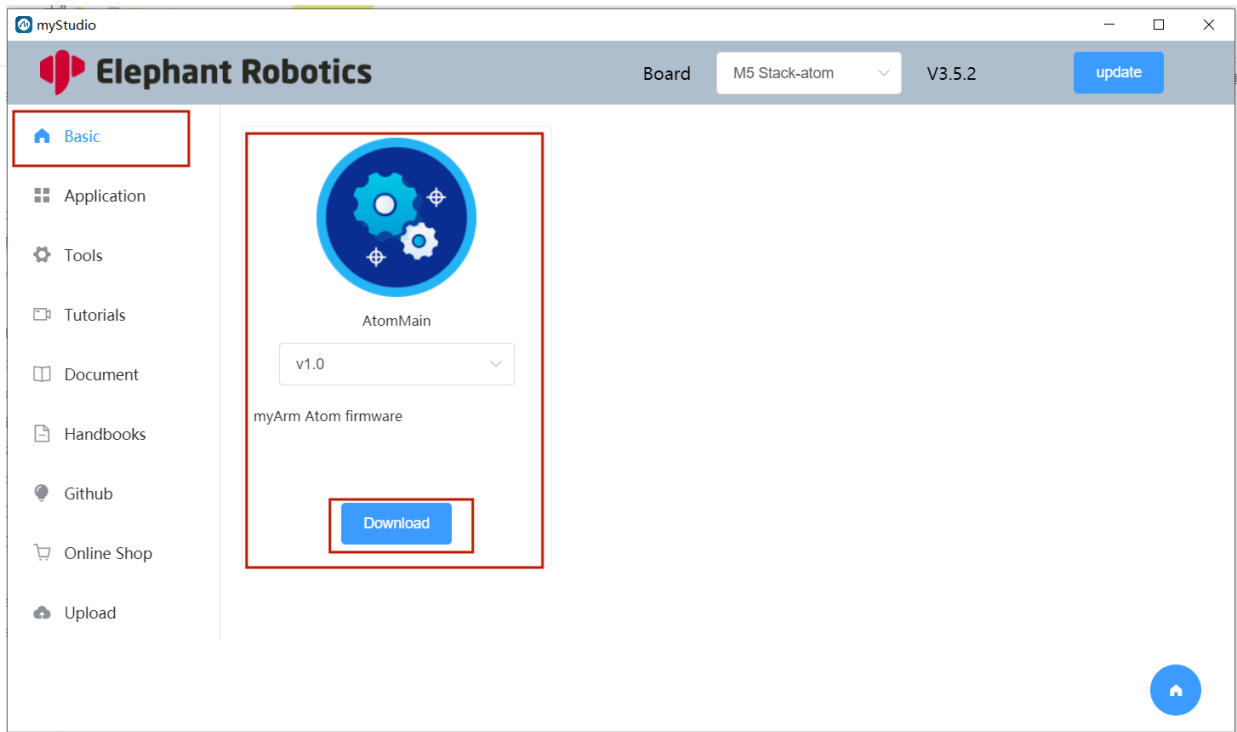 myStudio
Elephant Robotics
Board
M5 Stack-atom
V3.5.2
update
Basic
Application
Tools
Tutorials
Document
Handbooks
Github
Online Shop
Upload
AtomMain
v1.0
myArm Atom firmware
Download